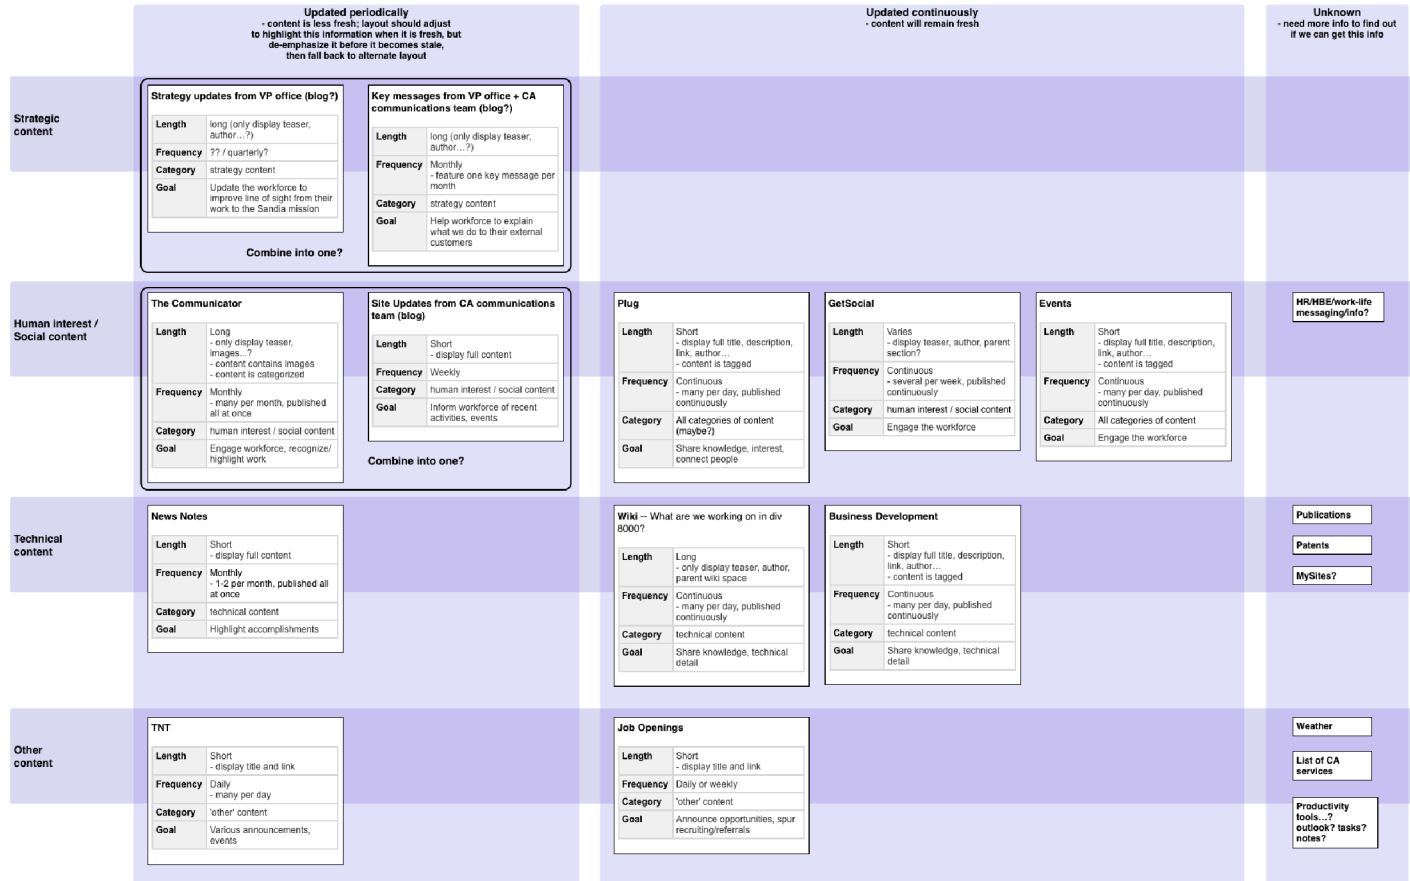 Updated periodically
- content is less fresh; layout should adjust
to highlight this information when it is fresh, but
de-emphasize it before it becomes stale,
then fall back to alternate layout
Updated continuously
- content will remain fresh
Unknown
- need more info to find out
if we can get this info
Strategic
content
Strategy updates from VP office (blog?)
Length
long (only display teaser,
author...?)
Frequency
?? / quarterly?
Category
strategy content
Goal
Update the workforce to
improve line of sight from their
work to the Sandia mission
Key messages from VP office + CA
communications team (blog?)
Length
long (only display teaser,
author...?)
Frequency
Monthly
- feature one key message per
month
Category
strategy content
Goal
Help workforce to explain
what we do to their external
customers
Combine into one?
Human interest /
Social content
The Communicator
Length
Long
- only display teaser,
images...?
- content contains images
- content is categorized
Frequency
Monthly
- many per month, published
all at once
Category
human interest / social content
Goal
Engage workforce, recognize/
highlight work
Site Updates from CA communications
team (blog)
Length
Short
- display full content
Frequency
Weekly
Category
human interest / social content
Goal
Inform workforce of recent
activities, events
Combine into one?
Plug
Length
Short
- display full title, description,
link, author...
- content is tagged
Frequency
Continuous
- many per day, published
continuously
Category
All categories of content
(maybe?)
Goal
Share knowledge, interest,
connect people
GetSocial
Length
Varies
- display teaser, author, parent
section?
Frequency
Continuous
- several per week, published
continuously
Category
human interest / social content
Goal
Engage the workforce
Events
Length
Short
- display full title, description,
link, author...
- content is tagged
Frequency
Continuous
- many per day, published
continuously
Category
All categories of content
Goal
Engage the workforce
HR/HBE/work-life
messaging/info?
Technical
content
News Notes
Length
Short
- display full content
Frequency
Monthly
- 1-2 per month, published all
at once
Category
technical content
Goal
Highlight accomplishments
Wiki -- What are we working on in div
8000?
Length
Long
- only display teaser, author,
parent wiki space
Frequency
Continuous
- many per day, published
continuously
Category
technical content
Goal
Share knowledge, technical
detail
Business Development
Length
Short
- display full title, description,
link, author...
- content is tagged
Frequency
Continuous
- many per day, published
continuously
Category
technical content
Goal
Share knowledge, technical
detail
Publications
Patents
MySites?
Other
content
TNT
Length
Short
- display title and link
Frequency
Daily
- many per day
Category
'other' content
Goal
Various announcements,
events
Job Openings
Length
Short
- display title and link
Frequency
Daily or weekly
Category
'other' content
Goal
Announce opportunities, spur
recruiting/referrals
Weather
List of CA
services
Productivity
tools...?
outlook? tasks?
notes?